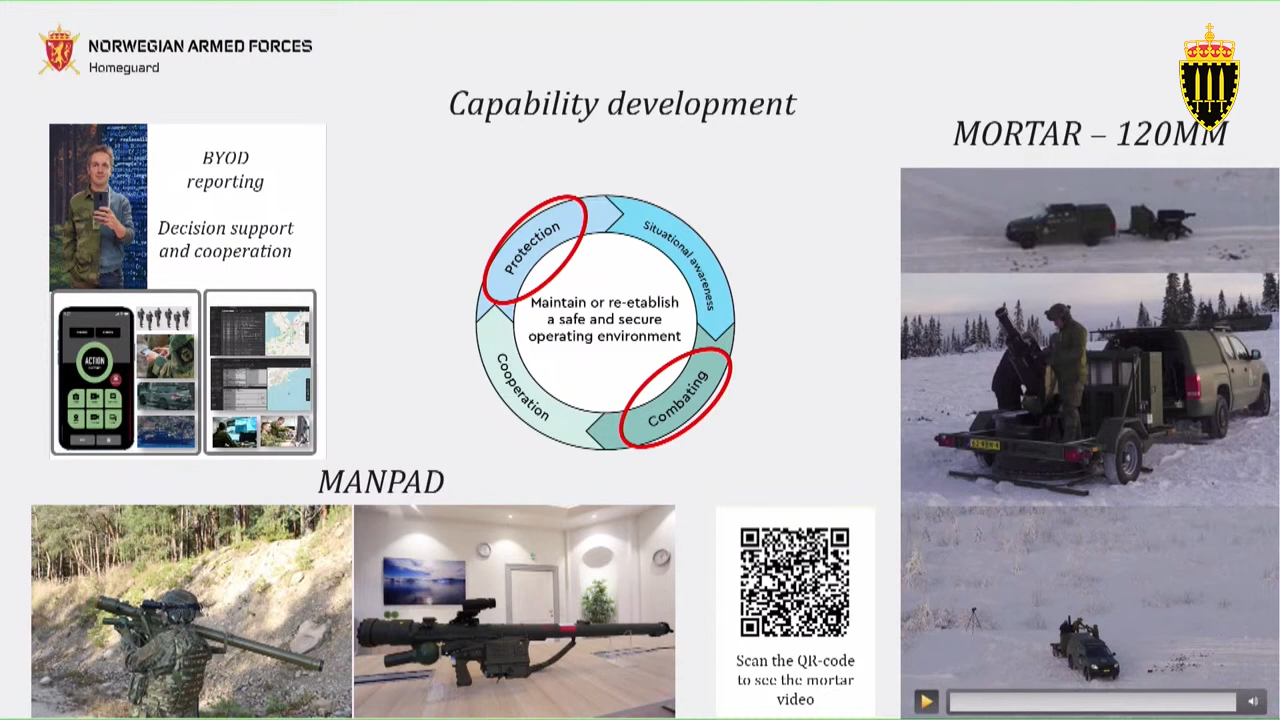 NORWEGIAN ARMED FORCES
Homeguard
Capability development
MORTAR – 120MM
BYOD
reporting
Decision support
and cooperation
ACTION
Protection
Situational awareness
Combating
Cooperation
Maintain or re-etablish
a safe and secure
operating environment
MANPAD
Scan the QR-code
to see the mortar
video